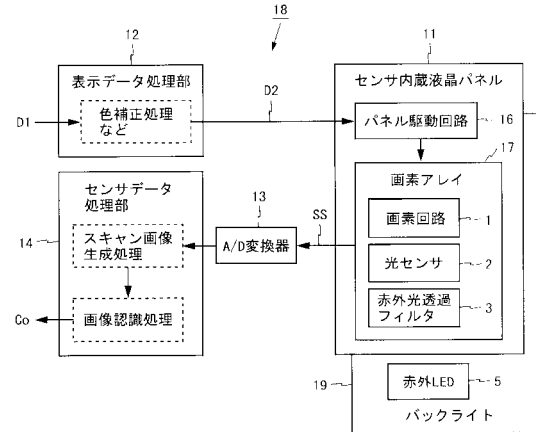 18
12
表示データ処理部
D1
色補正処理
など
D2
11
センサ内蔵液晶パネル
パネル駆動回路
16
17
画素アレイ
画素回路
1
光センサ
2
赤外光透過
フィルタ
3
センサデータ
処理部
14
スキャン画像
生成処理
画像認識処理
Co
13
A/D変換器
SS
19
赤外LED
5
バックライト